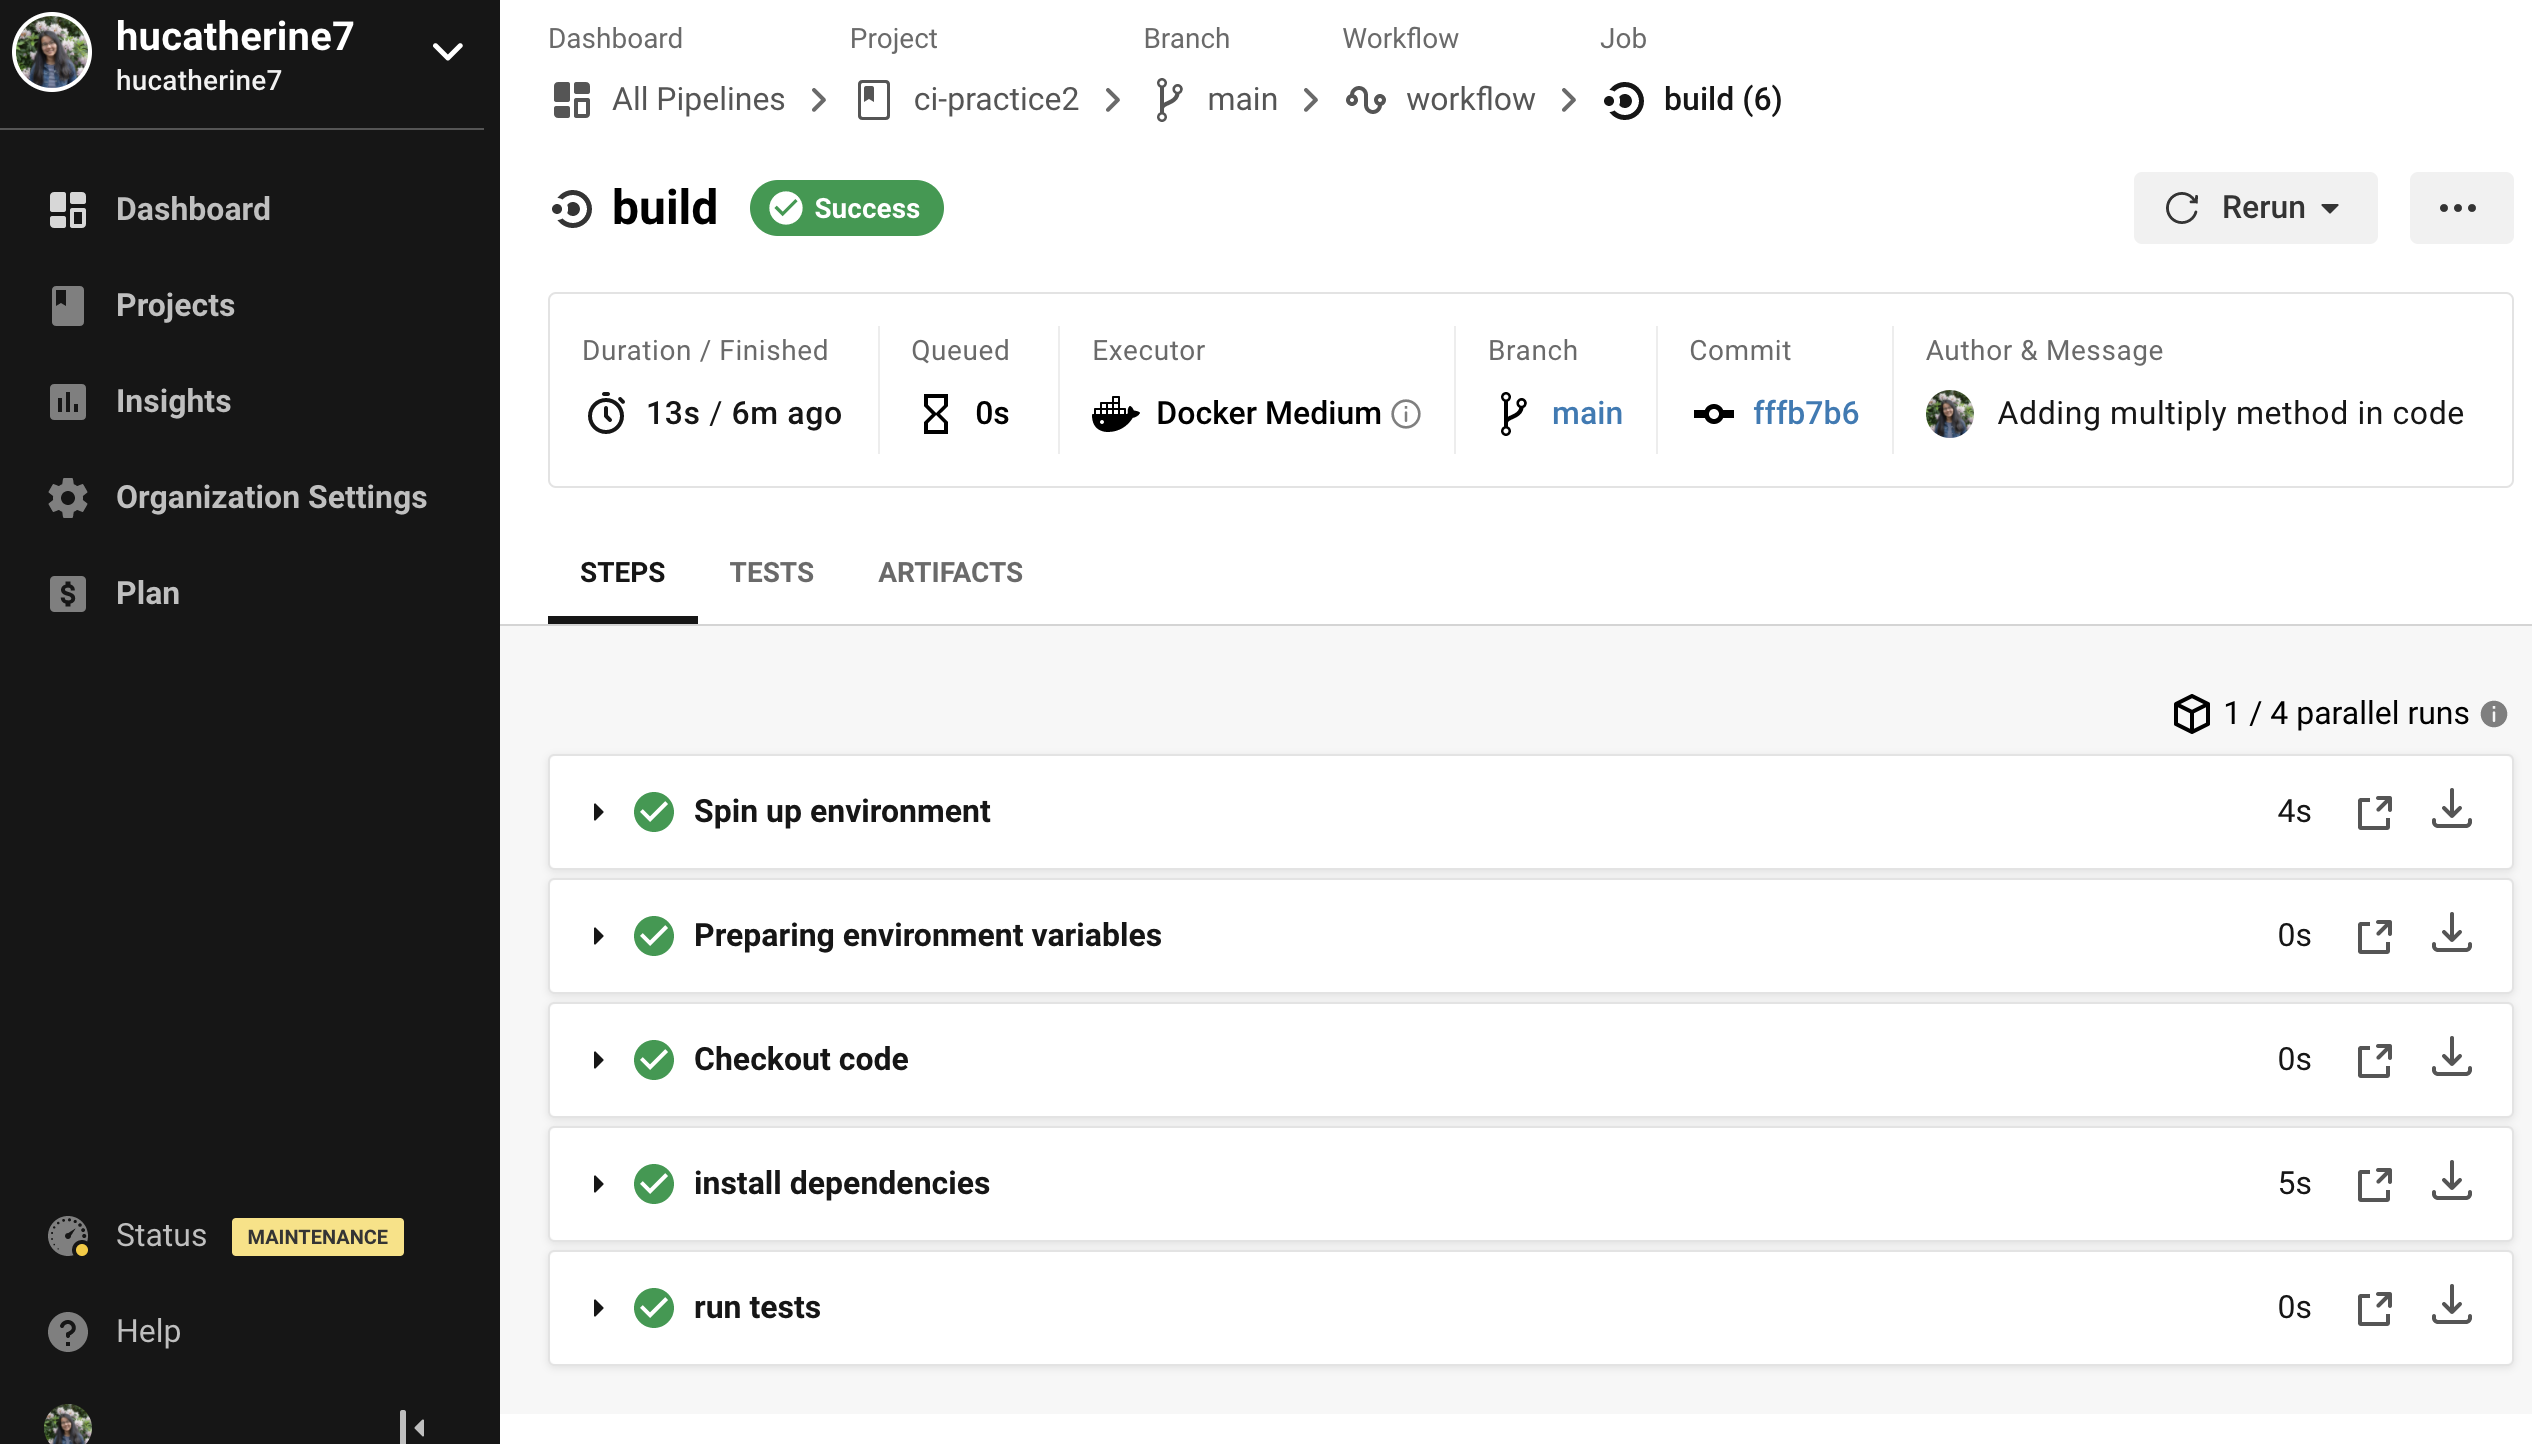 hucatherine7
hucatherine7
Dashboard
Projects
Insights
Organization Settings
Plan
Status MAINTENANCE
Help
Dashboard Project Branch Workflow Job
All Pipelines ci-practice2 main workflow build (6)
build Success
Rerun
Duration / Finished Queued Executor Branch Commit Author & Message
13s / 6m ago 0s Docker Medium main fffb7b6 Adding multiply method in code
STEPS TESTS ARTIFACTS
1 / 4 parallel runs
Spin up environment 4s
Preparing environment variables 0s
Checkout code 0s
install dependencies 5s
run tests 0s